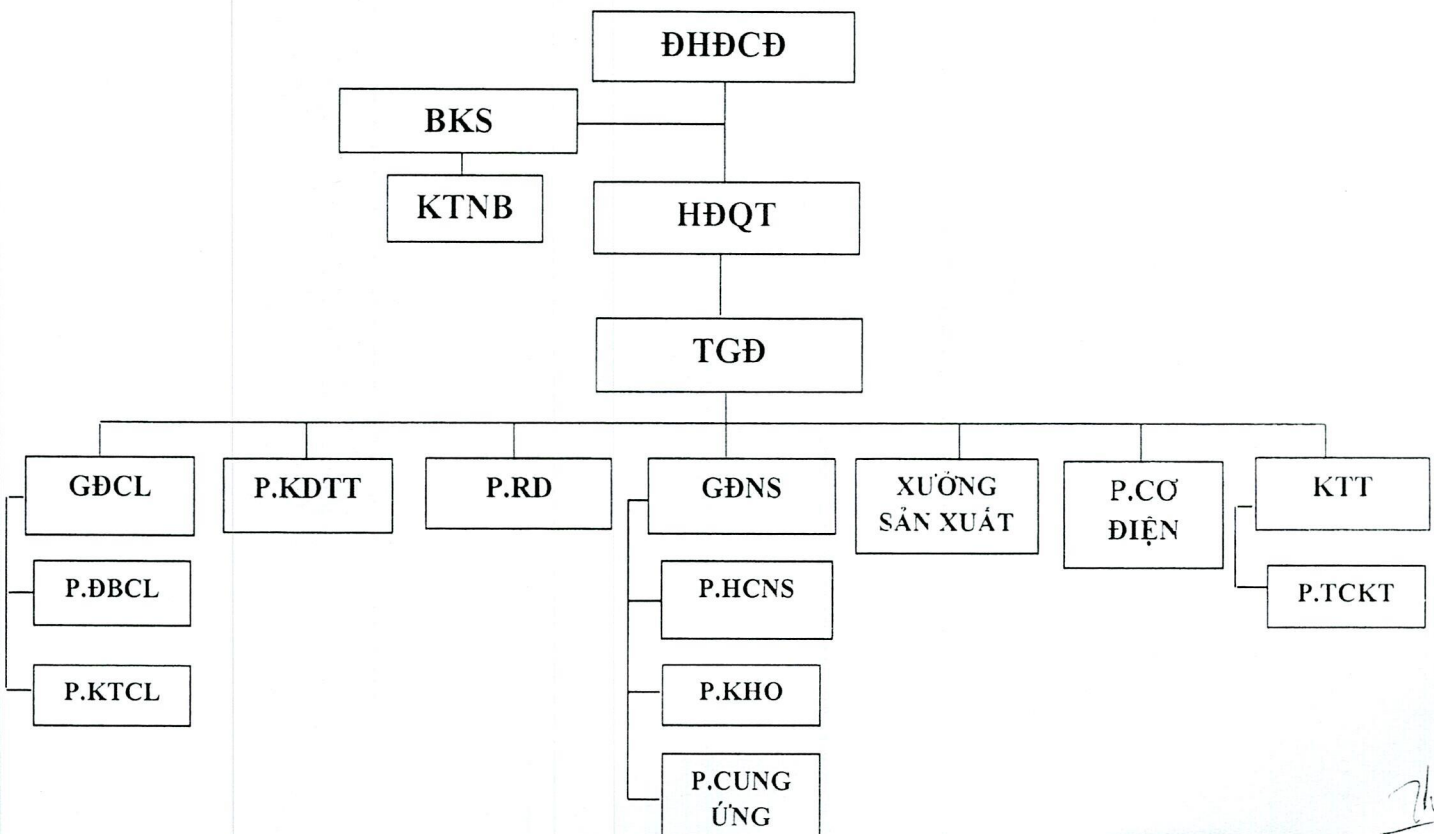 ĐHĐCĐ
BKS
KTNB
HĐQT
TGĐ
GĐCL
P.KDTT
P.RD
GĐNS
XƯỞNG
SẢN XUẤT
P.CƠ
ĐIỆN
KTT
P.ĐBCL
P.HCNS
P.TCKT
P.KTCL
P.KHO
P.CUNG
ỨNG